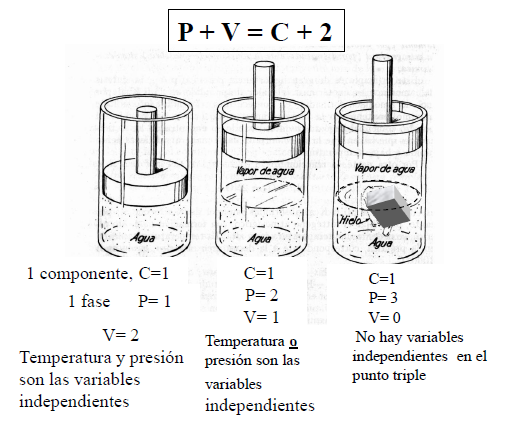 P + V = C + 2
Agua
Vapor de agua
Agua
Vapor de agua
Hielo
Agua
1 componente, C=1
1 fase P= 1
V= 2
Temperatura y presión
son las variables
independientes
C=1
P= 2
V= 1
Temperatura o
presión son las
variables
independientes
C=1
P= 3
V= 0
No hay variables
independientes en el
punto triple